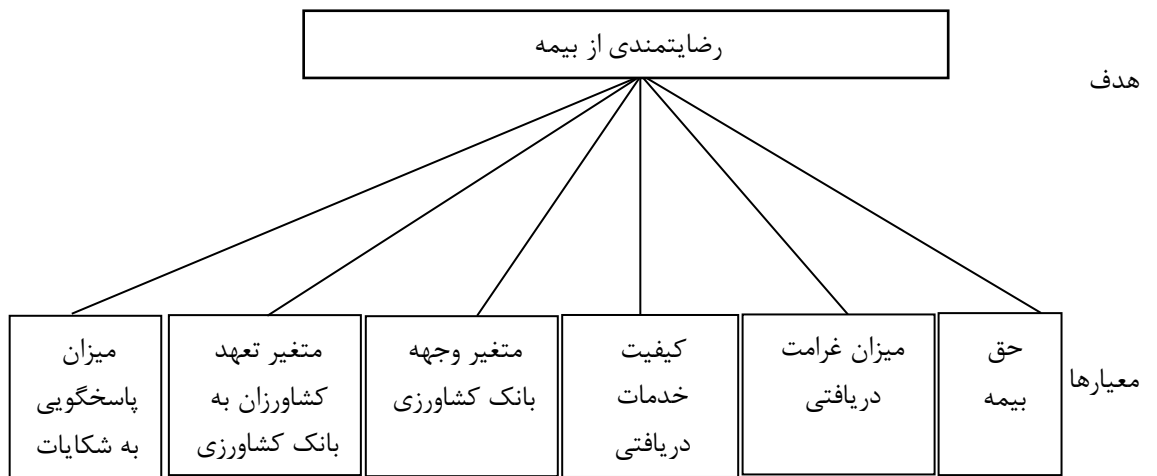 رضایتمندی از بیمه
هدف
حق
بیمه
میزان غرامت
دریافتی
کیفیت
خدمات
دریافتی
متغیر وجهه
بانک کشاورزی
متغیر تعهد
کشاورزان به
بانک کشاورزی
میزان
پاسخگویی
به شکایات
معیارها